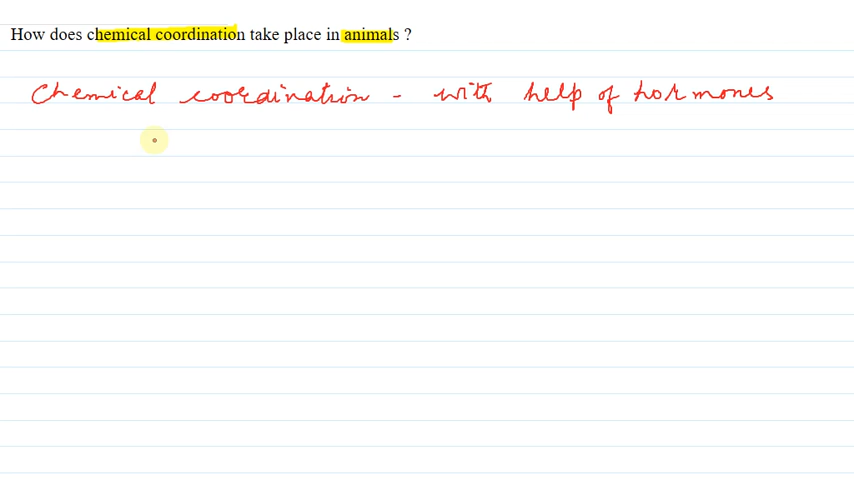 How does chemical coordination take place in animals ?
Chemical coordination - with help of hormones